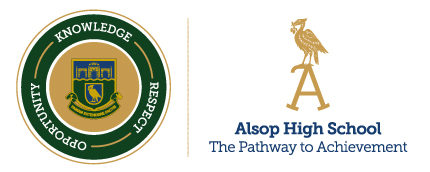 KNOWLEDGE
RESPECT
OPPORTUNITY
A
Alsop High School
The Pathway to Achievement